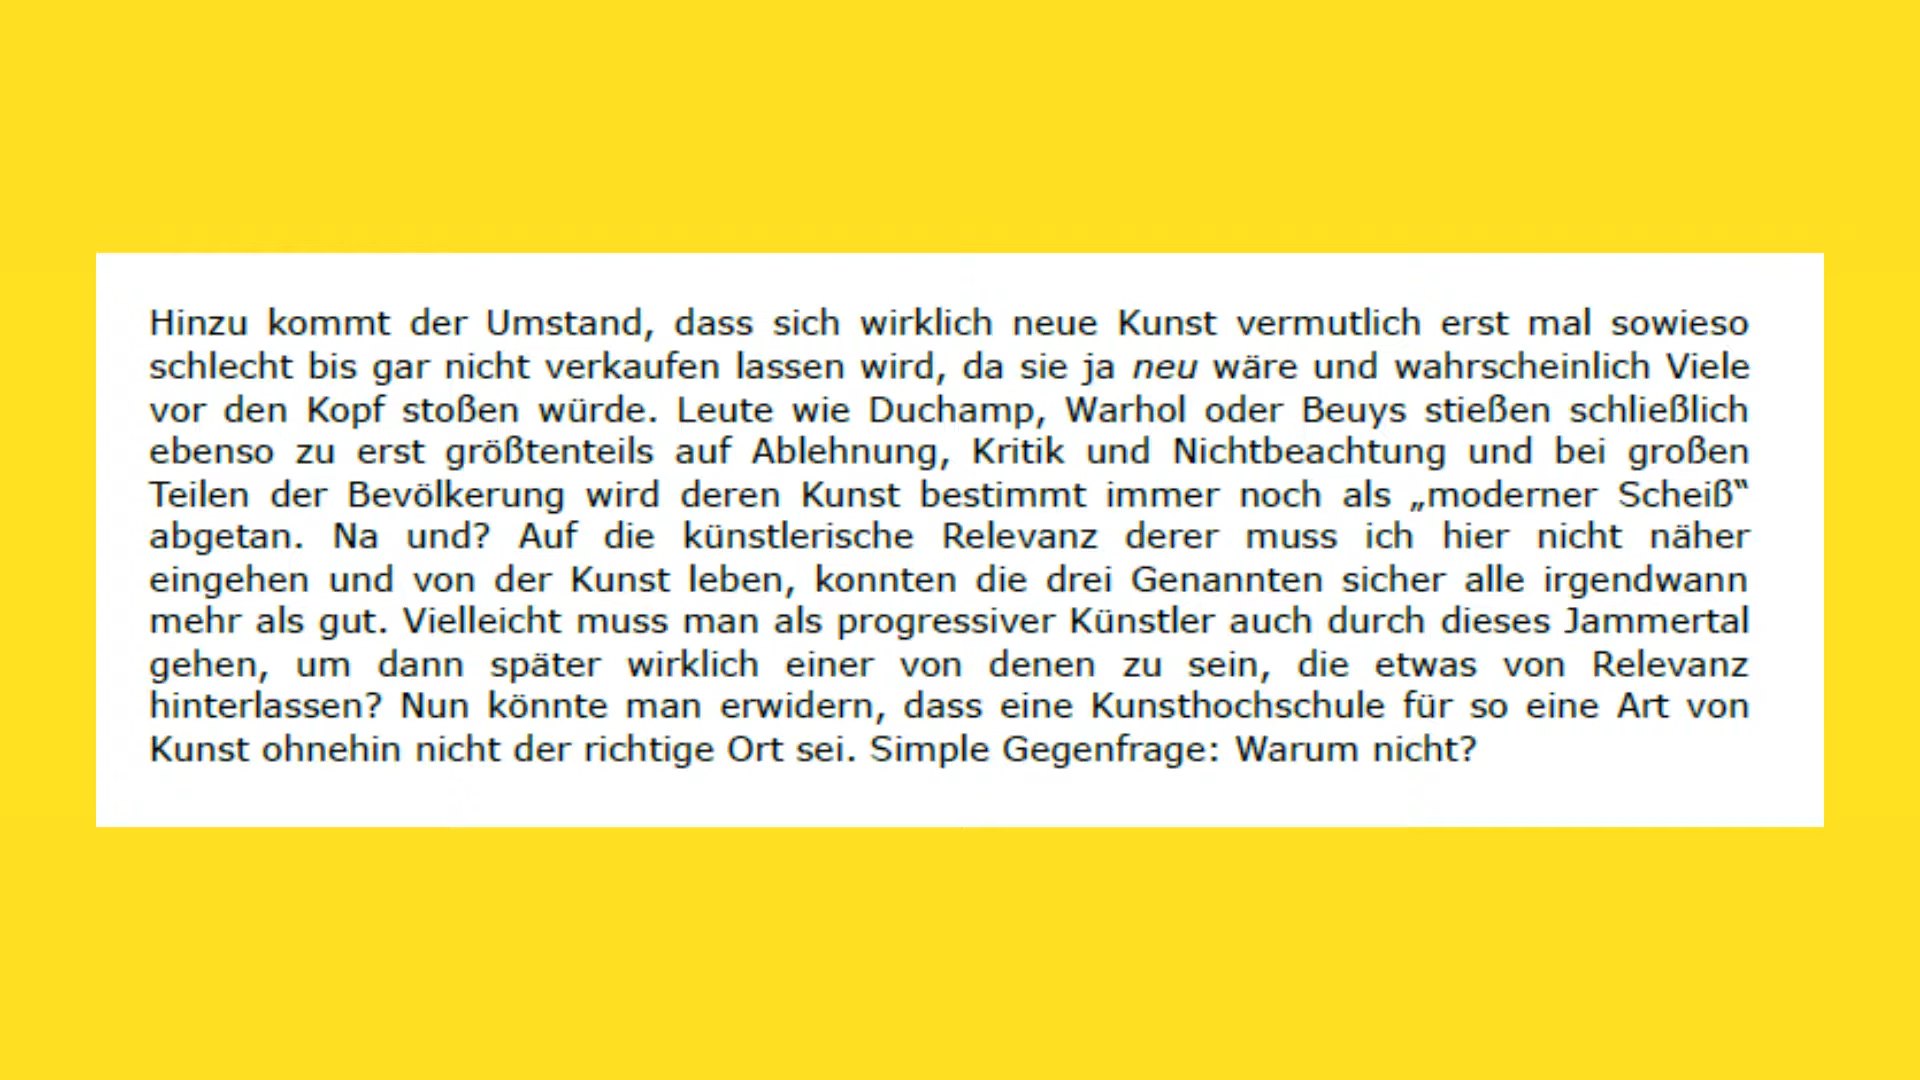 Hinzu kommt der Umstand, dass sich wirklich neue Kunst vermutlich erst mal sowieso
schlecht bis gar nicht verkaufen lassen wird, da sie ja neu wäre und wahrscheinlich Viele
vor den Kopf stoßen würde. Leute wie Duchamp, Warhol oder Beuys stießen schließlich
ebenso zu erst größtenteils auf Ablehnung, Kritik und Nichtbeachtung und bei großen
Teilen der Bevölkerung wird deren Kunst bestimmt immer noch als „moderner Scheiß“
abgetan. Na und? Auf die künstlerische Relevanz derer muss ich hier nicht näher
eingehen und von der Kunst leben, konnten die drei Genannten sicher alle irgendwann
mehr als gut. Vielleicht muss man als progressiver Künstler auch durch dieses Jammertal
gehen, um dann später wirklich einer von denen zu sein, die etwas von Relevanz
hinterlassen? Nun könnte man erwidern, dass eine Kunsthochschule für so eine Art von
Kunst ohnehin nicht der richtige Ort sei. Simple Gegenfrage: Warum nicht?